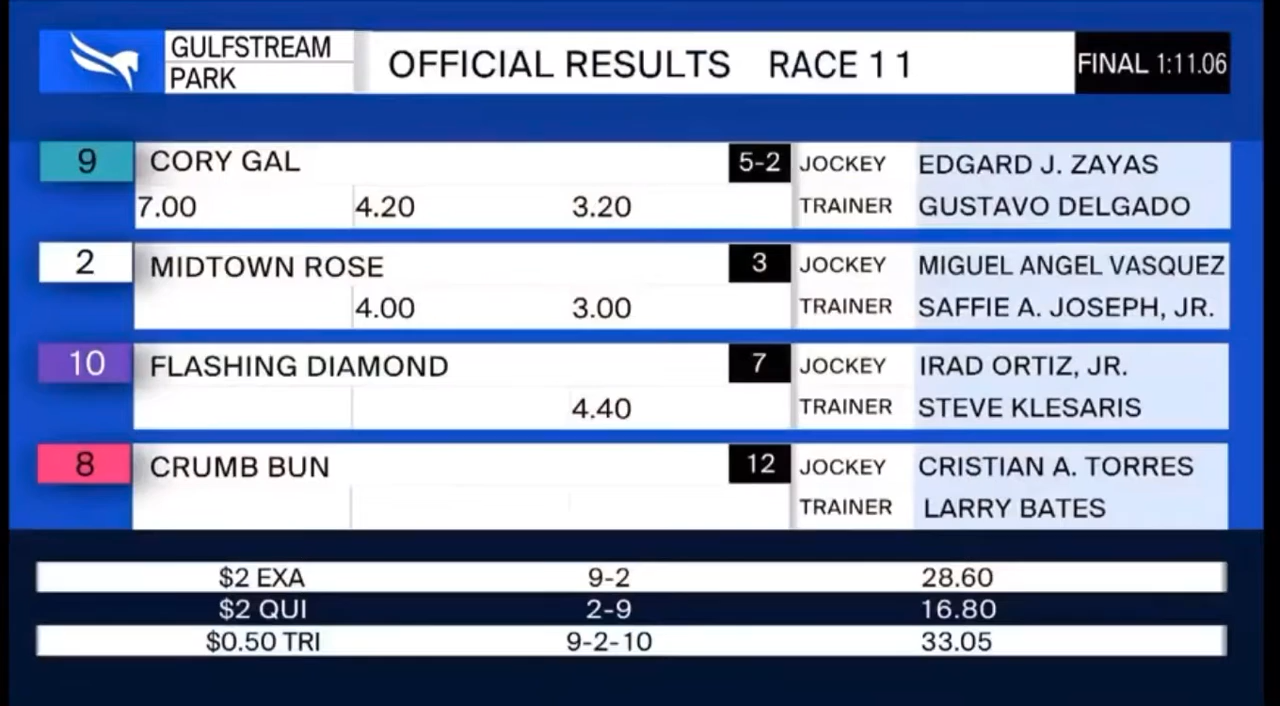 GULFSTREAM
PARK
OFFICIAL RESULTS RACE 11
FINAL 1:11.06
9 CORY GAL 5-2 JOCKEY EDGARD J. ZAYAS
7.00 4.20 3.20 TRAINER GUSTAVO DELGADO
2 MIDTOWN ROSE 3 JOCKEY MIGUEL ANGEL VASQUEZ
4.00 3.00 TRAINER SAFFIE A. JOSEPH, JR.
10 FLASHING DIAMOND 7 JOCKEY IRAD ORTIZ, JR.
4.40 TRAINER STEVE KLESARIS
8 CRUMB BUN 12 JOCKEY CRISTIAN A. TORRES
TRAINER LARRY BATES
$2 EXA 9-2 28.60
$2 QUI 2-9 16.80
$0.50 TRI 9-2-10 33.05